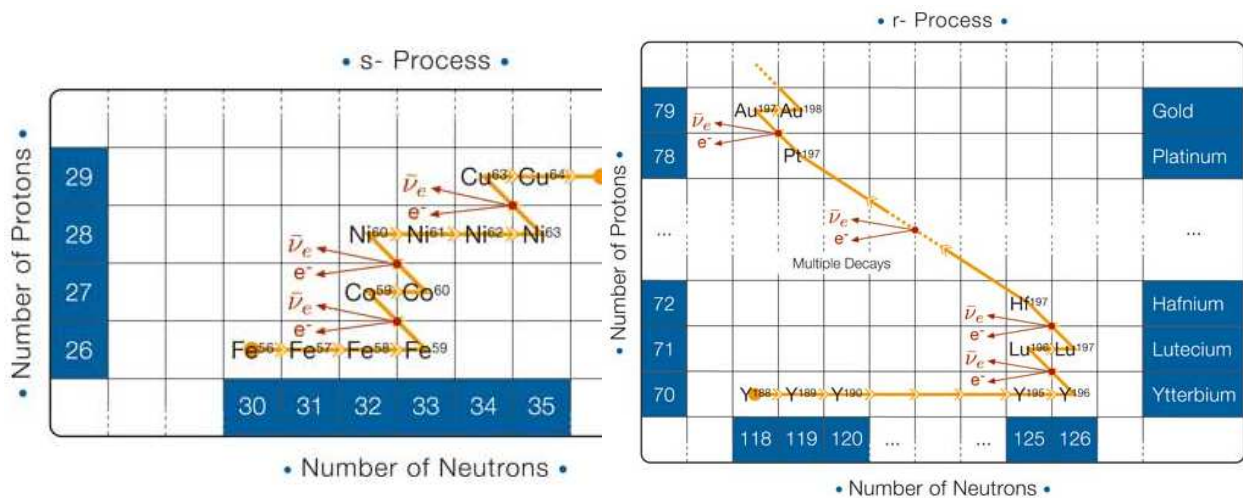 • s- Process •
• Number of Protons •
29
28
27
26
Cu⁶³ Cu⁶⁴
ν̄ₑ
e⁻
Ni⁶⁰ Ni⁶¹ Ni⁶² Ni⁶³
ν̄ₑ
e⁻
Co⁵⁹ Co⁶⁰
ν̄ₑ
e⁻
Fe⁵⁶ Fe⁵⁷ Fe⁵⁸ Fe⁵⁹
30 31 32 33 34 35
• Number of Neutrons •
• r- Process •
• Number of Protons •
79 Au¹⁹⁷ Au¹⁹⁸ Gold
ν̄ₑ
e⁻
78 Pt¹⁹⁷ Platinum
... ...
ν̄ₑ
e⁻
Multiple Decays
72 Hf¹⁹⁷ Hafnium
ν̄ₑ
e⁻
71 Lu¹⁹⁶ Lu¹⁹⁷ Lutecium
ν̄ₑ
e⁻
70 Y¹⁸⁸ Y¹⁸⁹ Y¹⁹⁰ Y¹⁹⁵ Y¹⁹⁶ Ytterbium
118 119 120 ... ... 125 126
• Number of Neutrons •